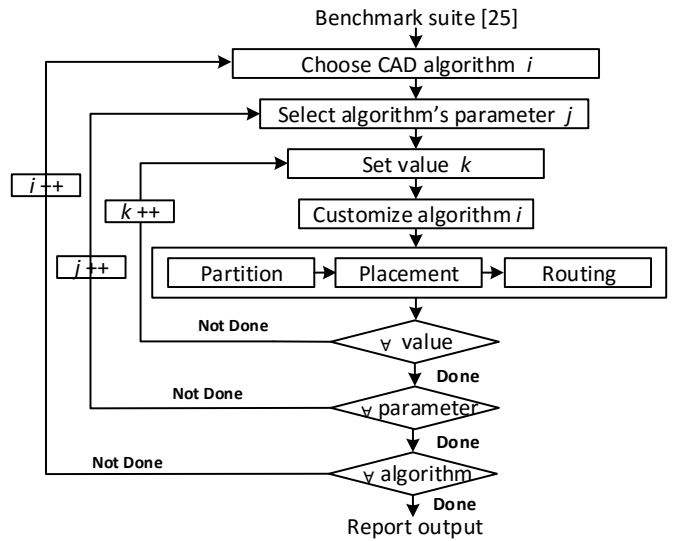 Benchmark suite [25]
Choose CAD algorithm i
Select algorithm's parameter j
Set value k
i ++
k ++
Customize algorithm i
j ++
Partition
Placement
Routing
Not Done
∀ value
Done
Not Done
∀ parameter
Done
Not Done
∀ algorithm
Done
Report output